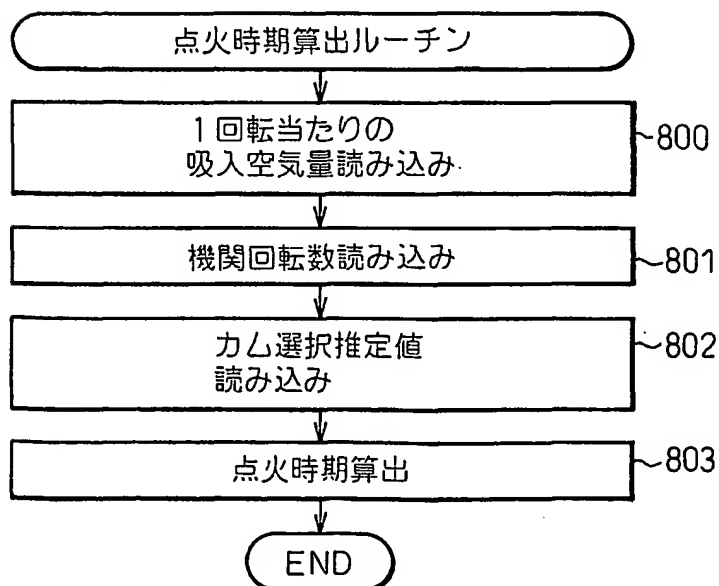 点火時期算出ルーチン
1回転当たりの
吸入空気量読み込み
800
機関回転数読み込み
801
カム選択推定値
読み込み
802
点火時期算出
803
END